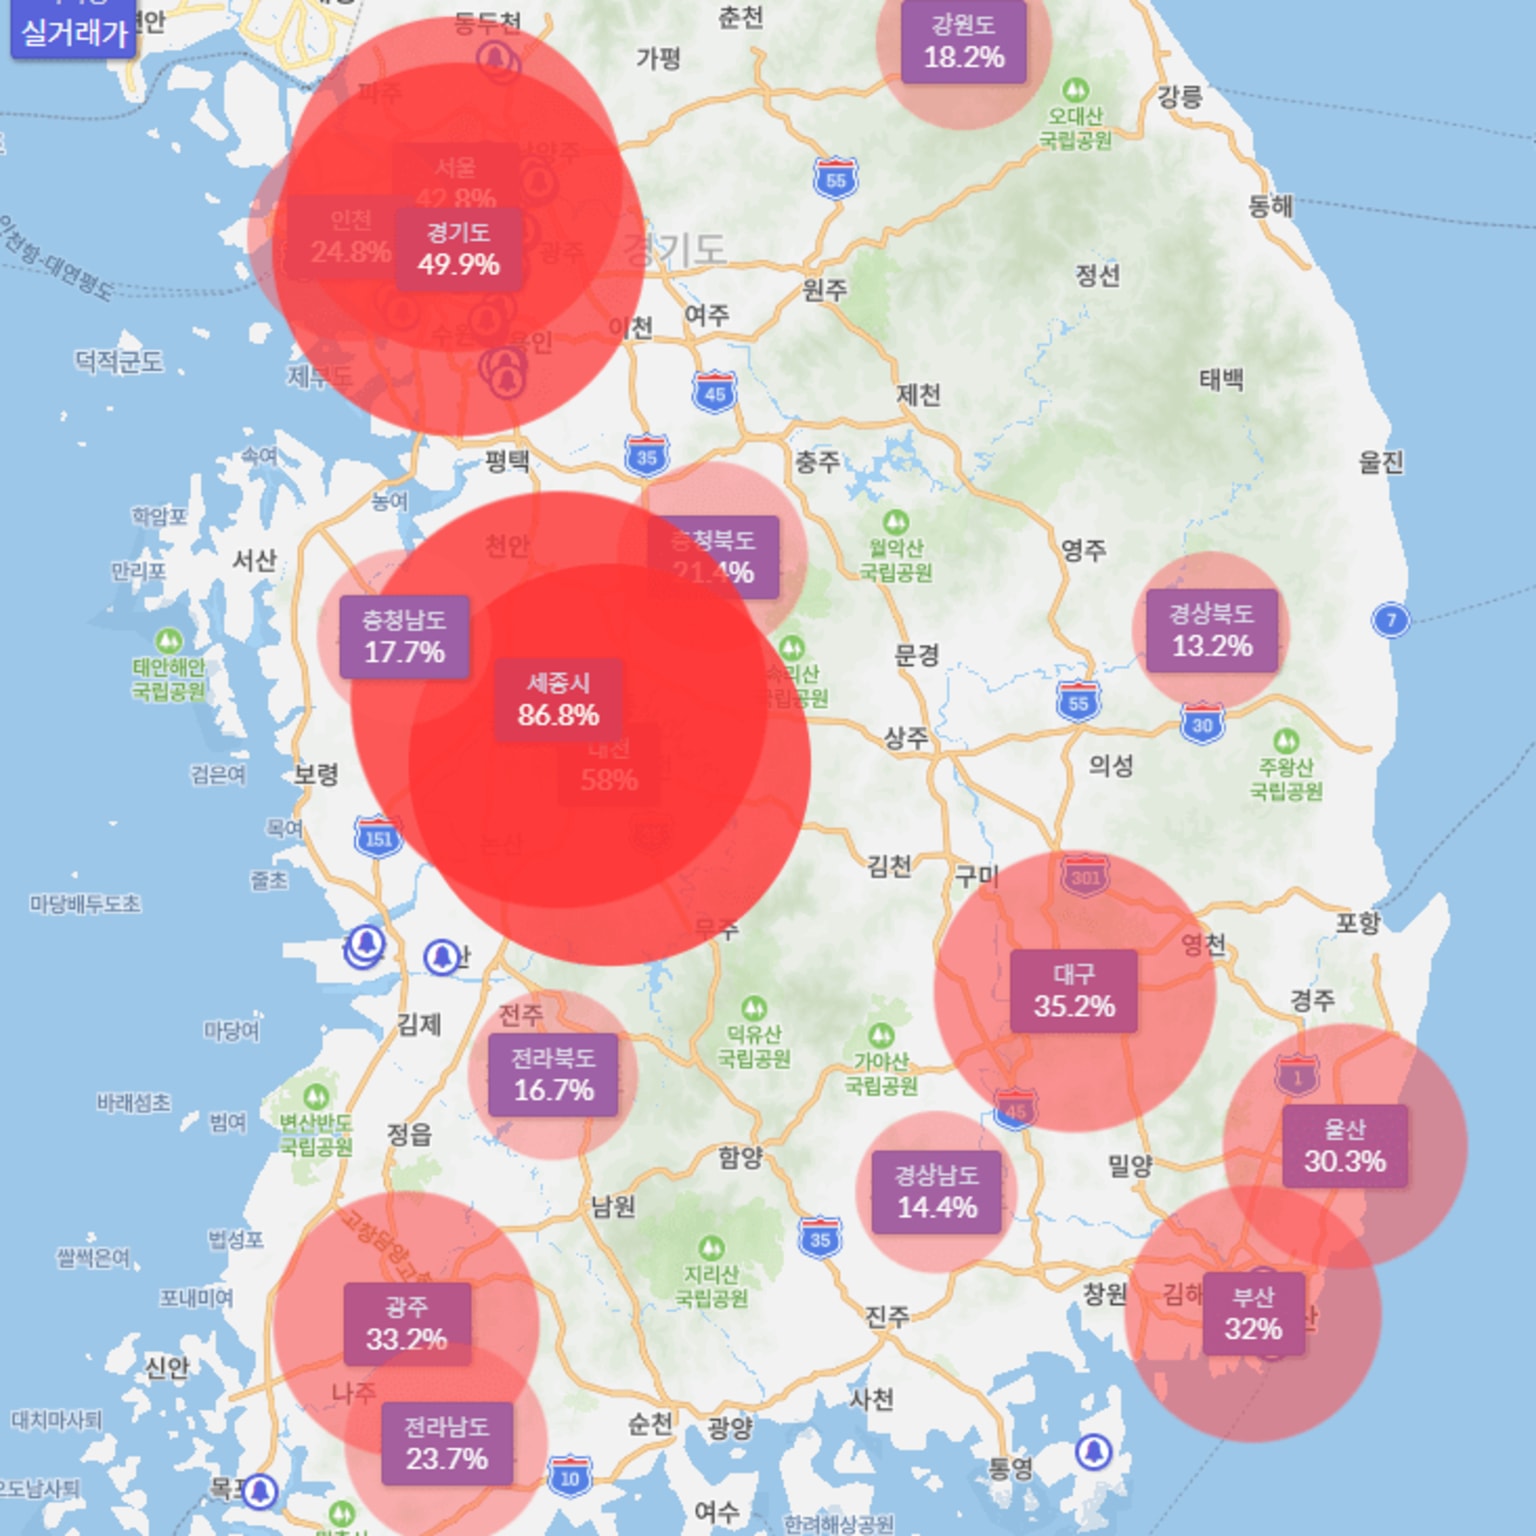 실거래가
동두천
춘천
강원도
18.2%
가평
파주
오대산
국립공원
강릉
남양주
서울
42.8%
55
인천
24.8%
경기도
49.9%
광주
경기도
동해
인천항-대연평도
정선
원주
수원
용인
이천
여주
덕적군도
제부도
태백
45
제천
속여
평택
35
충주
울진
농여
학암포
천안
충청북도
21.4%
월악산
국립공원
영주
서산
만리포
충청남도
17.7%
경상북도
13.2%
7
태안해안
국립공원
세종시
86.8%
속리산
국립공원
문경
55
30
대전
58%
상주
의성
주왕산
국립공원
검은여
보령
목여
151
논산
줄초
김천
구미
301
마당배두도초
무주
영천
포항
대구
35.2%
산
김제
전주
덕유산
국립공원
가야산
국립공원
경주
마당여
전라북도
16.7%
1
바래섬초
범여
변산반도
국립공원
정읍
45
울산
30.3%
함양
경상남도
14.4%
밀양
남원
법성포
고창담양고속
35
쌀썩은여
지리산
국립공원
포내미여
광주
33.2%
진주
창원
김해
부산
32%
산
신안
나주
사천
대치마사퇴
전라남도
23.7%
순천
광양
10
통영
오도남사퇴
목포
여수
한려해상공원